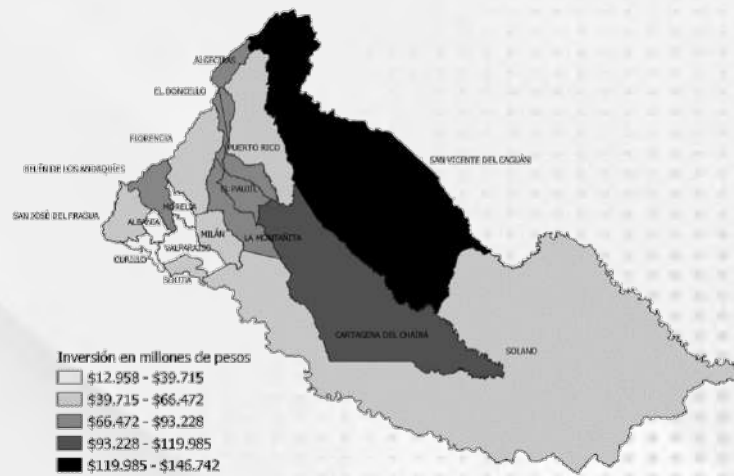 ALGECIRAS
EL DONCELLO
FLORENCIA
PUERTO RICO
SAN VICENTE DEL CAGUÁN
BELÉN DE LOS ANDAQUÍES
EL PAUJIL
MORELIA
SAN JOSÉ DEL FRAGUA
ALBANIA
MILÁN
LA MONTAÑITA
VALPARAÍSO
CURILLO
SOLITA
CARTAGENA DEL CHAIRÁ
SOLANO
Inversión en millones de pesos
$12.958 - $39.715
$39.715 - $66.472
$66.472 - $93.228
$93.228 - $119.985
$119.985 - $146.742